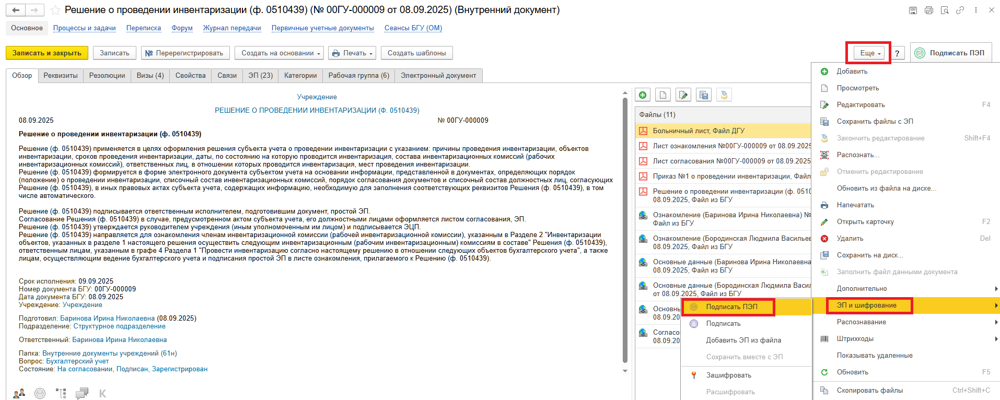 Решение о проведении инвентаризации (ф. 0510439) (№ 00ГУ-000009 от 08.09.2025) (Внутренний документ)
Основное Процессы и задачи Переписка Форум Журнал передачи Первичные учетные документы Сеансы БГУ (ОМ)
Записать и закрыть Записать № Перерегистрировать Создать на основании Печать Создать шаблоны Еще ? Подписать ПЭП
Обзор Реквизиты Резолюции Визы (4) Свойства Связи ЭП (23) Категории Рабочая группа (6) Электронный документ
Учреждение
РЕШЕНИЕ О ПРОВЕДЕНИИ ИНВЕНТАРИЗАЦИИ (Ф. 0510439)
08.09.2025 № 00ГУ-000009
Решение о проведении инвентаризации (ф. 0510439)
Решение (ф. 0510439) применяется в целях оформления решения субъекта учета о проведении инвентаризации с указанием: причины проведения инвентаризации, объектов
инвентаризации, сроков проведения инвентаризации, даты, по состоянию на которую проводится инвентаризация, состава инвентаризационных комиссий (рабочих
инвентаризационных комиссий), ответственных лиц, в отношении которых проводится инвентаризация, мест проведения инвентаризации.
Решение (ф. 0510439) формируется в форме электронного документа субъектом учета на основании информации, представленной в документах, определяющих порядок
(положение) о проведении инвентаризации, списочный состав инвентаризационных комиссий, порядок согласования документов и списочный состав должностных лиц, согласующих
Решение (ф. 0510439), в иных правовых актах субъекта учета, содержащих информацию, необходимую для заполнения соответствующих реквизитов Решения (ф. 0510439), в том
числе автоматического.
Решение (ф. 0510439) подписывается ответственным исполнителем, подготовившим документ, простой ЭП.
Согласование Решения (ф. 0510439) в случае, предусмотренном актом субъекта учета, его должностными лицами оформляется листом согласования, ЭП.
Решение (ф. 0510439) утверждается руководителем учреждения (иным уполномоченным им лицом) и подписывается ЭЦП.
Решение (ф. 0510439) направляется для ознакомления членам инвентаризационной комиссии (рабочей инвентаризационной комиссии), указанным в Разделе 2 "Инвентаризации
объектов, указанных в разделе 1 настоящего решения осуществить следующим инвентаризационным (рабочим инвентаризационным) комиссиям в составе" Решения (ф. 0510439),
ответственным лицам, указанным в графе 4 Раздела 1 "Провести инвентаризацию согласно настоящему решению в отношении следующих объектов бухгалтерского учета", а также
лицам, осуществляющим ведение бухгалтерского учета и подписания простой ЭП в листе ознакомления, прилагаемого к Решению (ф. 0510439).
Срок исполнения: 09.09.2025
Номер документа БГУ: 00ГУ-000009
Дата документа БГУ: 08.09.2025
Учреждение: Учреждение
Подготовил: Баринова Ирина Николаевна (08.09.2025)
Подразделение: Структурное подразделение
Ответственный: Баринова Ирина Николаевна
Папка: Внутренние документы учреждений (61н)
Вопрос: Бухгалтерский учет
Состояние: На согласовании, Подписан, Зарегистрирован
К
Файлы (11)
Больничный лист, Файл ДГУ
Лист ознакомления №00ГУ-000009 от 08.09.2025
Лист согласования №00ГУ-000009 от 08.09.2025
Приказ №1 о проведении инвентаризации, Файл
Решение о проведении инвентаризации (ф. 0510
08.09.2025, Файл из БГУ
Ознакомление (Баринова Ирина Николаевна) №
Файл из БГУ
Ознакомление (Бородинская Людмила Васильев
08.09.2025, Файл из БГУ
Основные данные (Баринова Ирина Николаевна
08.09.2025, Файл из БГУ
Основные данные (Бородинская Людмила Васил
от 08.09.2025, Файл из БГУ
Основн
08.09.20
Согласо
08.09.20
Подписать ПЭП
Подписать
Добавить ЭП из файла
Сохранить вместе с ЭП
Зашифровать
Расшифровать
Добавить
Просмотреть
Редактировать F4
Сохранить файлы с ЭП
Закончить редактирование Shift+F4
Распознать...
Отменить редактирование
Обновить из файла на диске...
Напечатать
Открыть карточку F2
Удалить Del
Сохранить на диск...
Заполнить файл данными документа
Дополнительно
ЭП и шифрование
Распознавание
Штрихкоды
Показывать удаленные
Обновить F5
Скопировать файлы Ctrl+Shift+C